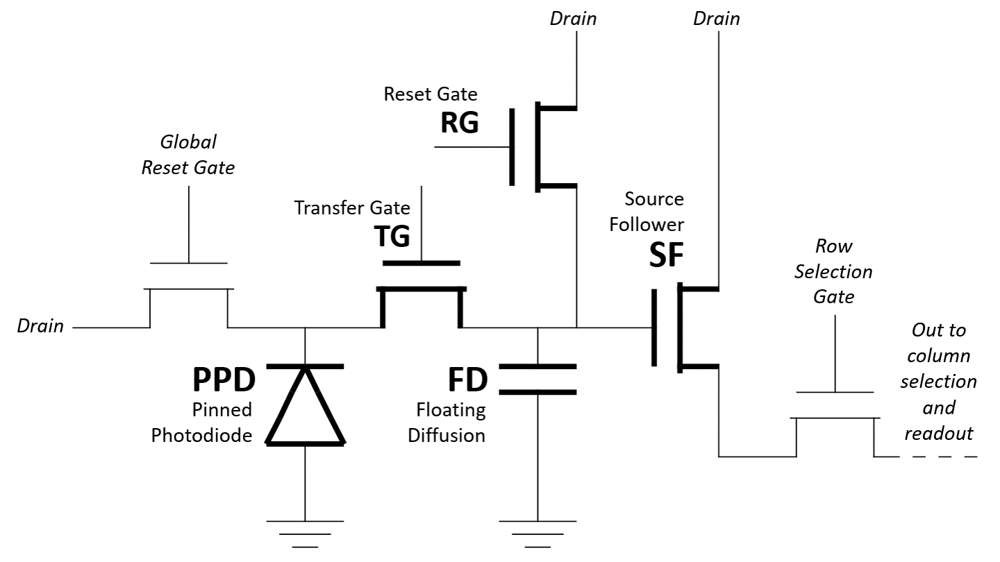 Drain
Drain
Reset Gate
RG
Global
Reset Gate
Transfer Gate
TG
Source
Follower
SF
Row
Selection
Gate
Drain
Out to
column
selection
and
readout
PPD
Pinned
Photodiode
FD
Floating
Diffusion